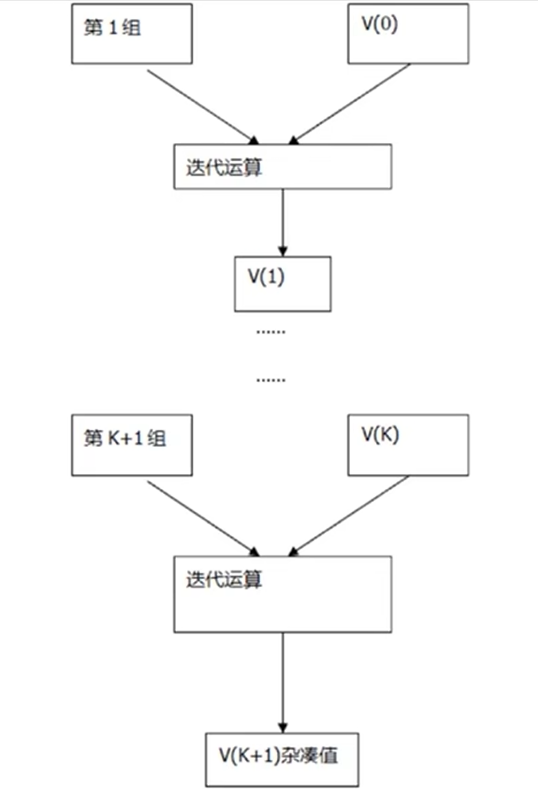 第 1 组
V(0)
迭代运算
V(1)
......
......
第 K+1 组
V(K)
迭代运算
V(K+1)杂凑值